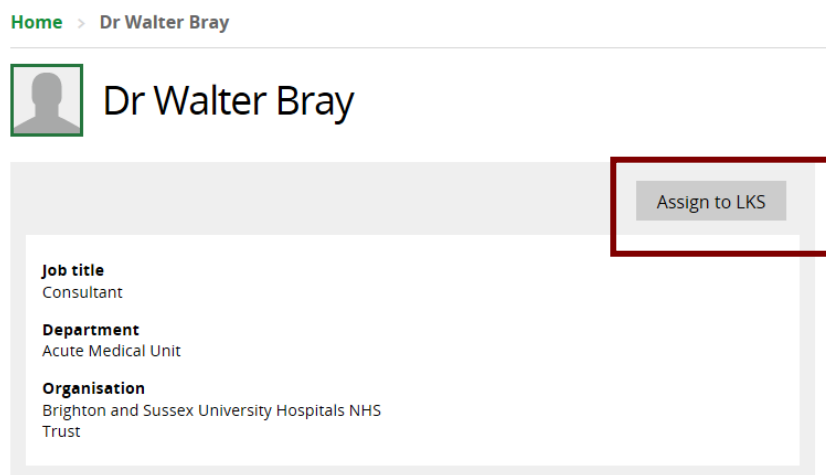 Home > Dr Walter Bray
Dr Walter Bray
Assign to LKS
Job title
Consultant
Department
Acute Medical Unit
Organisation
Brighton and Sussex University Hospitals NHS
Trust